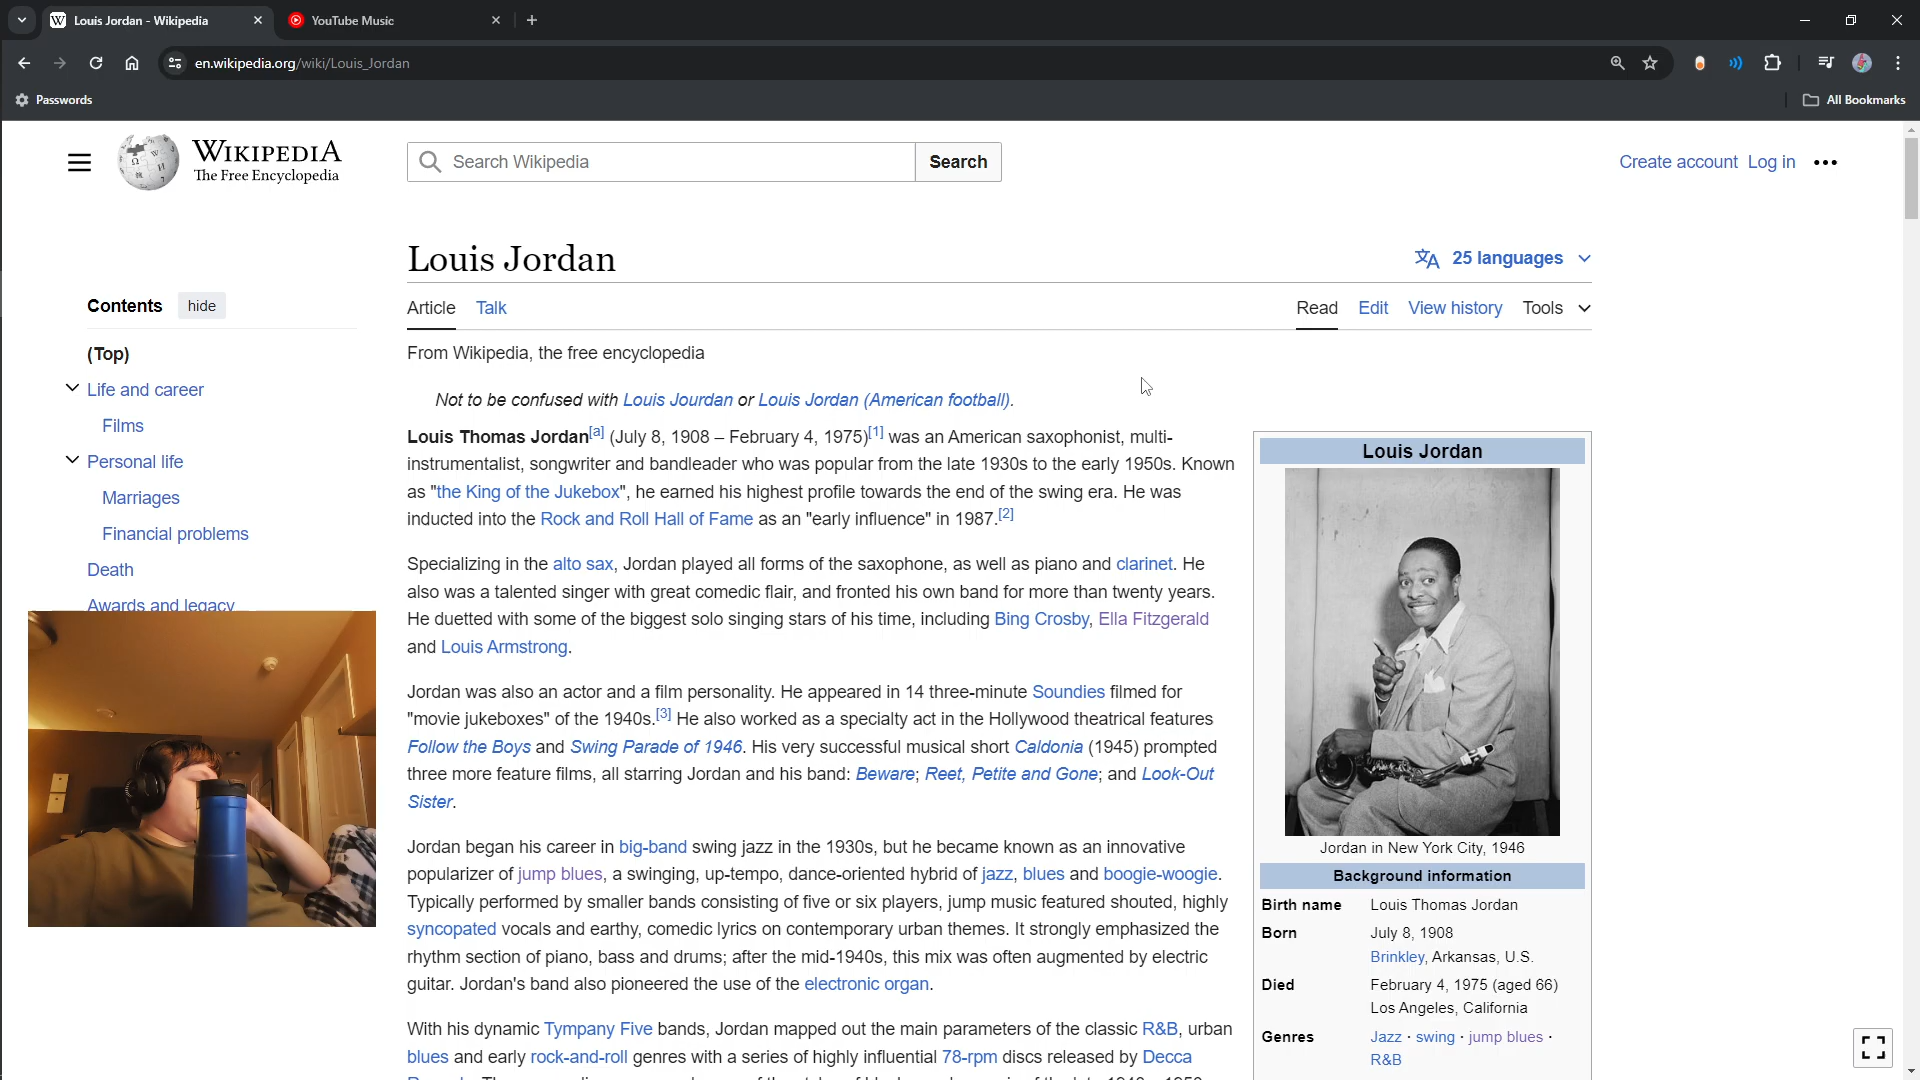 Louis Jordan - Wikipedia
YouTube Music
en.wikipedia.org/wiki/Louis_Jordan
Passwords
All Bookmarks
WIKIPEDIA
The Free Encyclopedia
Search Wikipedia
Search
Create account Log in
Louis Jordan
25 languages
Contents hide
(Top)
Life and career
Films
Personal life
Marriages
Financial problems
Death
Awards and legacy
Article Talk
Read Edit View history Tools
From Wikipedia, the free encyclopedia
Not to be confused with Louis Jourdan or Louis Jordan (American football).
Louis Thomas Jordan[a] (July 8, 1908 – February 4, 1975)[1] was an American saxophonist, multi-
instrumentalist, songwriter and bandleader who was popular from the late 1930s to the early 1950s. Known
as "the King of the Jukebox", he earned his highest profile towards the end of the swing era. He was
inducted into the Rock and Roll Hall of Fame as an "early influence" in 1987.[2]
Specializing in the alto sax, Jordan played all forms of the saxophone, as well as piano and clarinet. He
also was a talented singer with great comedic flair, and fronted his own band for more than twenty years.
He duetted with some of the biggest solo singing stars of his time, including Bing Crosby, Ella Fitzgerald
and Louis Armstrong.
Jordan was also an actor and a film personality. He appeared in 14 three-minute Soundies filmed for
"movie jukeboxes" of the 1940s.[3] He also worked as a specialty act in the Hollywood theatrical features
Follow the Boys and Swing Parade of 1946. His very successful musical short Caldonia (1945) prompted
three more feature films, all starring Jordan and his band: Beware; Reet, Petite and Gone; and Look-Out
Sister.
Jordan began his career in big-band swing jazz in the 1930s, but he became known as an innovative
popularizer of jump blues, a swinging, up-tempo, dance-oriented hybrid of jazz, blues and boogie-woogie.
Typically performed by smaller bands consisting of five or six players, jump music featured shouted, highly
syncopated vocals and earthy, comedic lyrics on contemporary urban themes. It strongly emphasized the
rhythm section of piano, bass and drums; after the mid-1940s, this mix was often augmented by electric
guitar. Jordan's band also pioneered the use of the electronic organ.
With his dynamic Tympany Five bands, Jordan mapped out the main parameters of the classic R&B, urban
blues and early rock-and-roll genres with a series of highly influential 78-rpm discs released by Decca
Louis Jordan
Jordan in New York City, 1946
Background information
Birth name Louis Thomas Jordan
Born July 8, 1908
Brinkley, Arkansas, U.S.
Died February 4, 1975 (aged 66)
Los Angeles, California
Genres Jazz · swing · jump blues ·
R&B